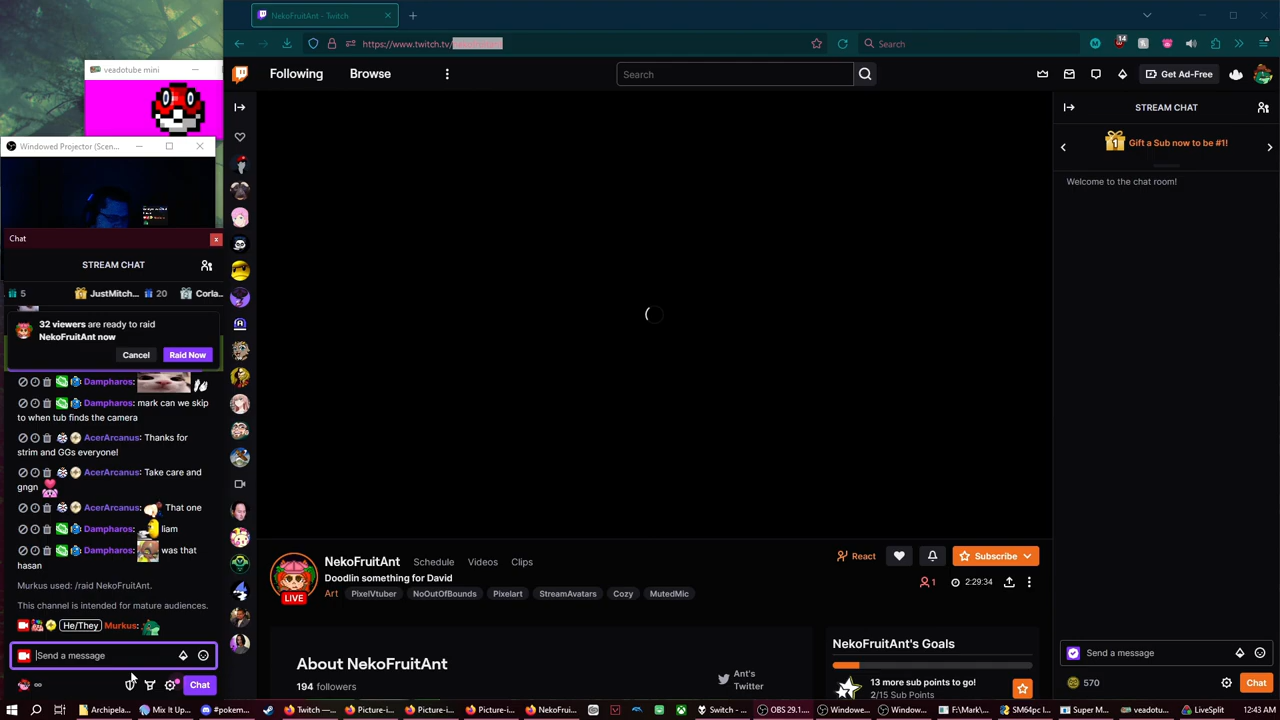 NekoFruitAnt - Twitch
https://www.twitch.tv/
Search
14
veadotube mini
Following
Browse
Search
Get Ad-Free
Windowed Projector (Scen...
STREAM CHAT
1
Gift a Sub now to be #1!
Welcome to the chat room!
Chat
STREAM CHAT
5
JustMitch...
20
Corla...
32 viewers are ready to raid
NekoFruitAnt now
Cancel
Raid Now
Dampharos:
Dampharos: mark can we skip
to when tub finds the camera
AcerArcanus: Thanks for
strim and GGs everyone!
AcerArcanus: Take care and
gngn
AcerArcanus: That one
Dampharos: liam
Dampharos: was that
hasan
Murkus used: /raid NekoFruitAnt.
This channel is intended for mature audiences.
He/They Murkus:
Send a message
Chat
LIVE
NekoFruitAnt
Schedule
Videos
Clips
Doodlin something for David
Art
PixelVtuber
NoOutOfBounds
Pixelart
StreamAvatars
Cozy
MutedMic
React
Subscribe
1
2:29:34
About NekoFruitAnt
194 followers
Ant's
Twitter
NekoFruitAnt's Goals
13 more sub points to go!
2/15 Sub Points
Send a message
570
Chat
Archipela...
Mix It Up...
#pokem...
Twitch —...
Picture-i...
Picture-i...
Picture-i...
NekoFru...
Switch - ...
OBS 29.1...
Windowe...
Window...
F:\Mark\...
SM64pc l...
Super M...
veadotu...
LiveSplit
12:43 AM